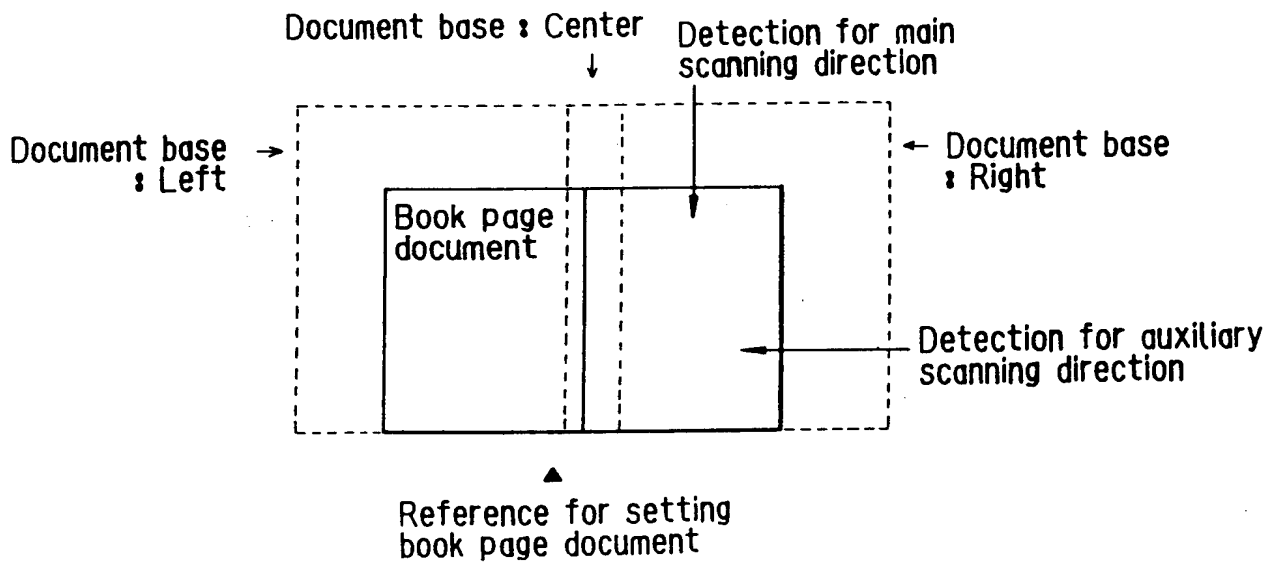 Document base : Center
Detection for main
scanning direction
Document base
: Left
Document base
: Right
Book page
document
Detection for auxiliary
scanning direction
Reference for setting
book page document